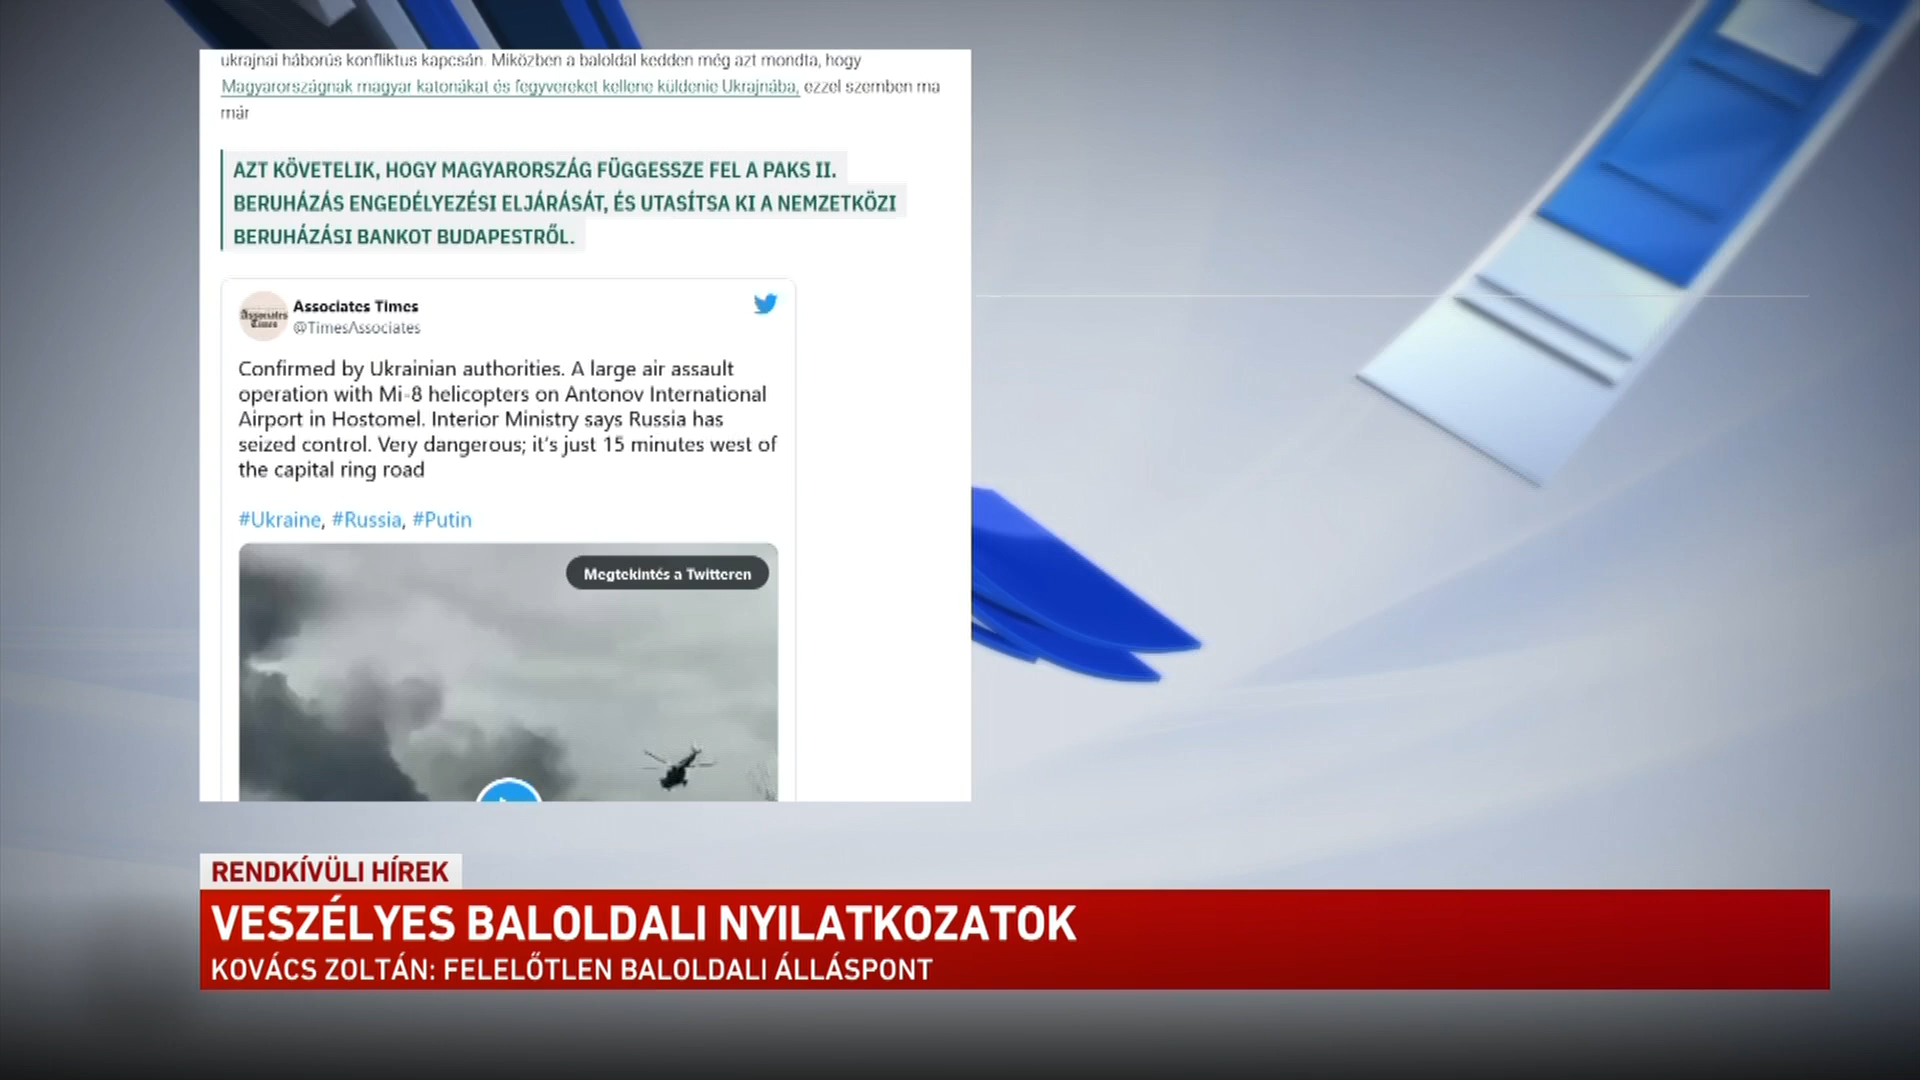 ukrajnai háborús konfliktus kapcsán. Miközben a baloldal kedden még azt mondta, hogy
Magyarországnak magyar katonákat és fegyvereket kellene küldenie Ukrajnába, ezzel szemben ma
már
AZT KÖVETELIK, HOGY MAGYARORSZÁG FÜGGESSZE FEL A PAKS II.
BERUHÁZÁS ENGEDÉLYEZÉSI ELJÁRÁSÁT, ÉS UTASÍTSA KI A NEMZETKÖZI
BERUHÁZÁSI BANKOT BUDAPESTRŐL.
Associates
Times
Associates Times
@TimesAssociates
Confirmed by Ukrainian authorities. A large air assault
operation with Mi-8 helicopters on Antonov International
Airport in Hostomel. Interior Ministry says Russia has
seized control. Very dangerous; it's just 15 minutes west of
the capital ring road
#Ukraine, #Russia, #Putin
Megtekintés a Twitteren
RENDKÍVÜLI HÍREK
VESZÉLYES BALOLDALI NYILATKOZATOK
KOVÁCS ZOLTÁN: FELELŐTLEN BALOLDALI ÁLLÁSPONT